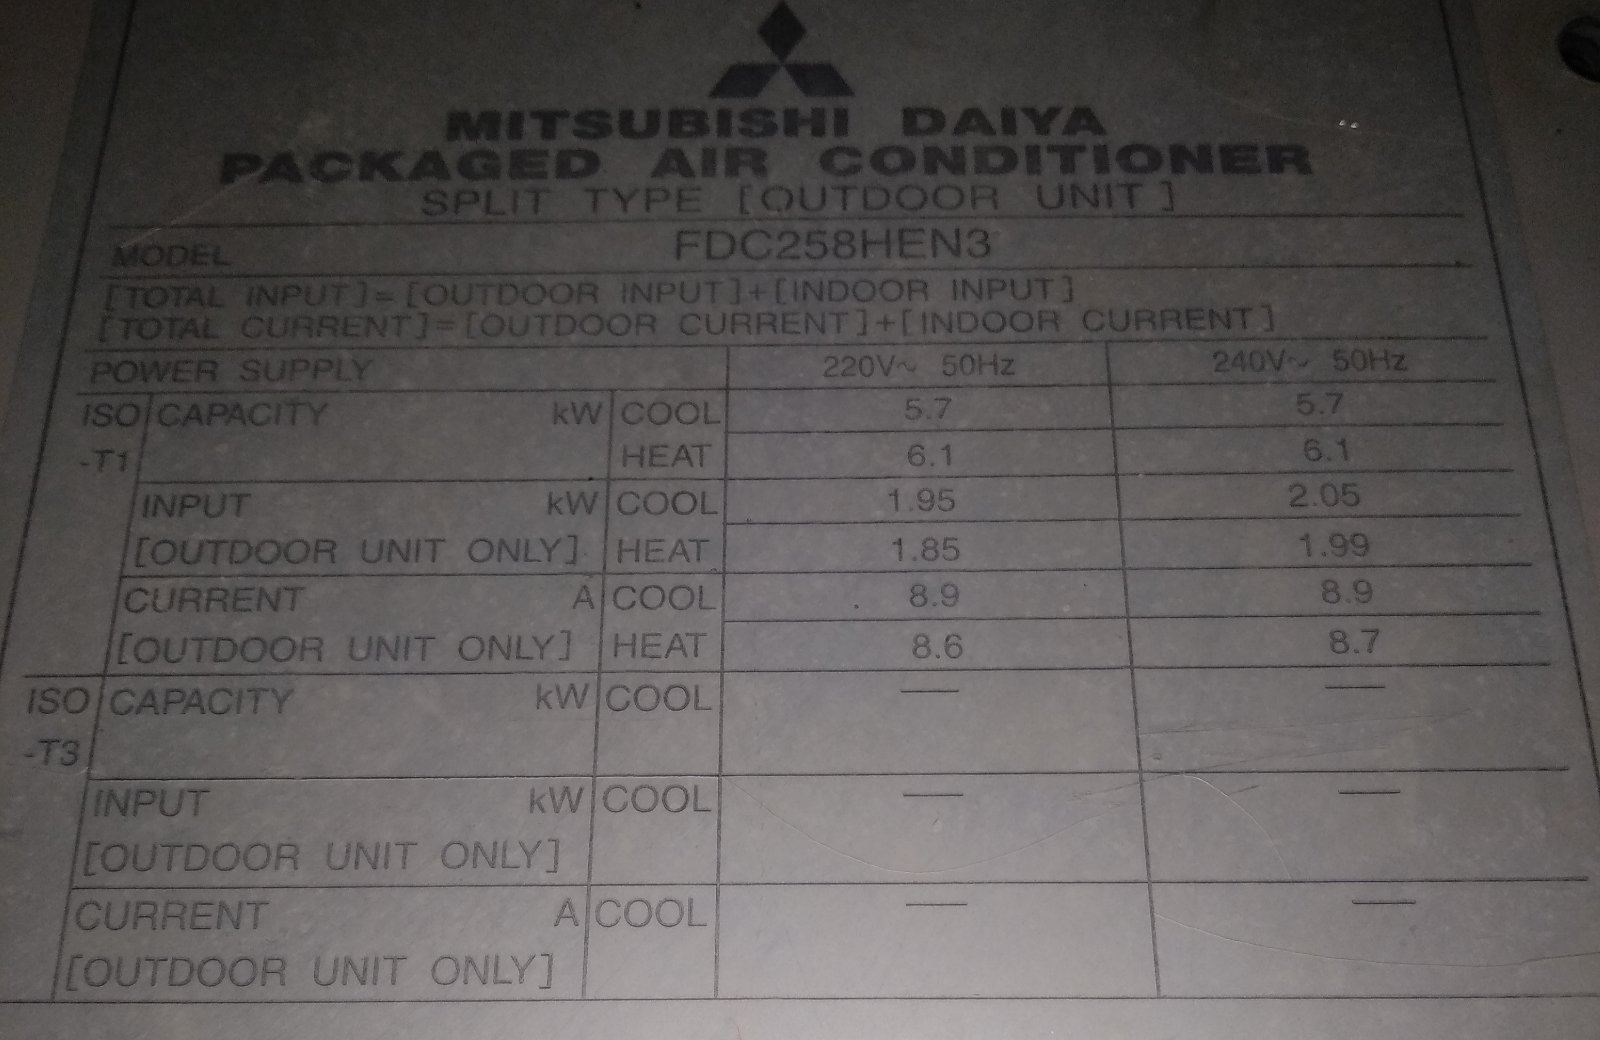 MITSUBISHI DAIYA
PACKAGED AIR CONDITIONER
SPLIT TYPE [OUTDOOR UNIT]
MODEL FDC258HEN3
[TOTAL INPUT]=[OUTDOOR INPUT]+[INDOOR INPUT]
[TOTAL CURRENT]=[OUTDOOR CURRENT]+[INDOOR CURRENT]
POWER SUPPLY 220V~ 50Hz 240V~ 50Hz
ISO CAPACITY kW COOL 5.7 5.7
-T1 HEAT 6.1 6.1
INPUT kW COOL 1.95 2.05
[OUTDOOR UNIT ONLY] HEAT 1.85 1.99
CURRENT A COOL 8.9 8.9
[OUTDOOR UNIT ONLY] HEAT 8.6 8.7
ISO CAPACITY kW COOL — —
-T3
INPUT kW COOL — —
[OUTDOOR UNIT ONLY]
CURRENT A COOL — —
[OUTDOOR UNIT ONLY]